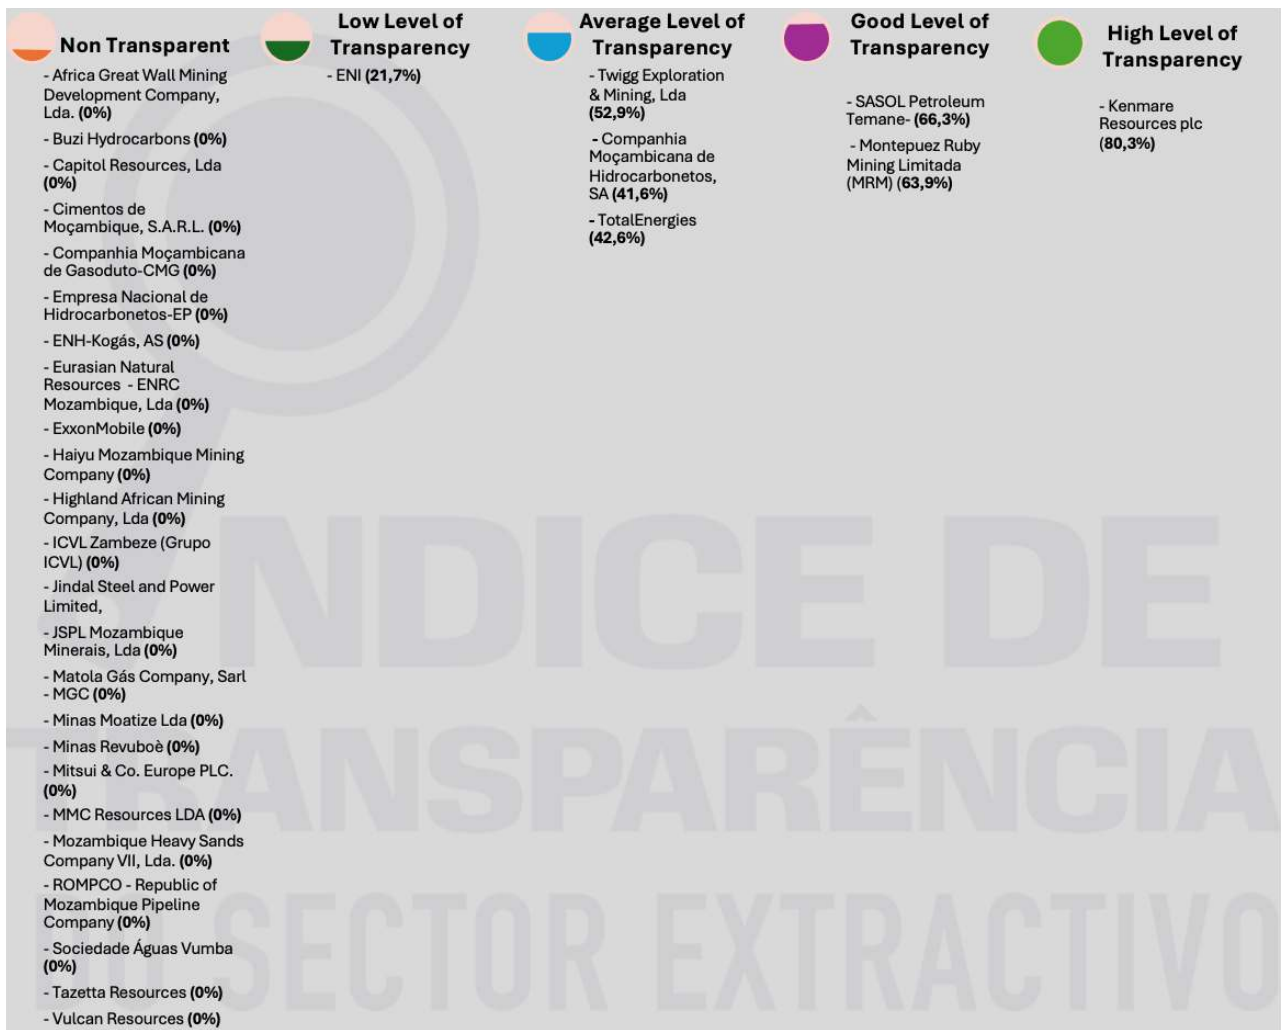 Non Transparent
- Africa Great Wall Mining
Development Company,
Lda. (0%)
- Buzi Hydrocarbons (0%)
- Capitol Resources, Lda
(0%)
- Cimentos de
Moçambique, S.A.R.L. (0%)
- Companhia Moçambicana
de Gasoduto-CMG (0%)
- Empresa Nacional de
Hidrocarbonetos-EP (0%)
- ENH-Kogás, AS (0%)
- Eurasian Natural
Resources - ENRC
Mozambique, Lda (0%)
- ExxonMobile (0%)
- Haiyu Mozambique Mining
Company (0%)
- Highland African Mining
Company, Lda (0%)
- ICVL Zambeze (Grupo
ICVL) (0%)
- Jindal Steel and Power
Limited,
- JSPL Mozambique
Minerais, Lda (0%)
- Matola Gás Company, Sarl
- MGC (0%)
- Minas Moatize Lda (0%)
- Minas Revuboè (0%)
- Mitsui & Co. Europe PLC.
(0%)
- MMC Resources LDA (0%)
- Mozambique Heavy Sands
Company VII, Lda. (0%)
- ROMPCO - Republic of
Mozambique Pipeline
Company (0%)
- Sociedade Águas Vumba
(0%)
- Tazetta Resources (0%)
- Vulcan Resources (0%)
Low Level of
Transparency
- ENI (21,7%)
Average Level of
Transparency
- Twigg Exploration
& Mining, Lda
(52,9%)
- Companhia
Moçambicana de
Hidrocarbonetos,
SA (41,6%)
- TotalEnergies
(42,6%)
Good Level of
Transparency
- SASOL Petroleum
Temane- (66,3%)
- Montepuez Ruby
Mining Limitada
(MRM) (63,9%)
High Level of
Transparency
- Kenmare
Resources plc
(80,3%)
NDICE DE
TRANSPARÊNCIA
DO SECTOR EXTRACTIVO